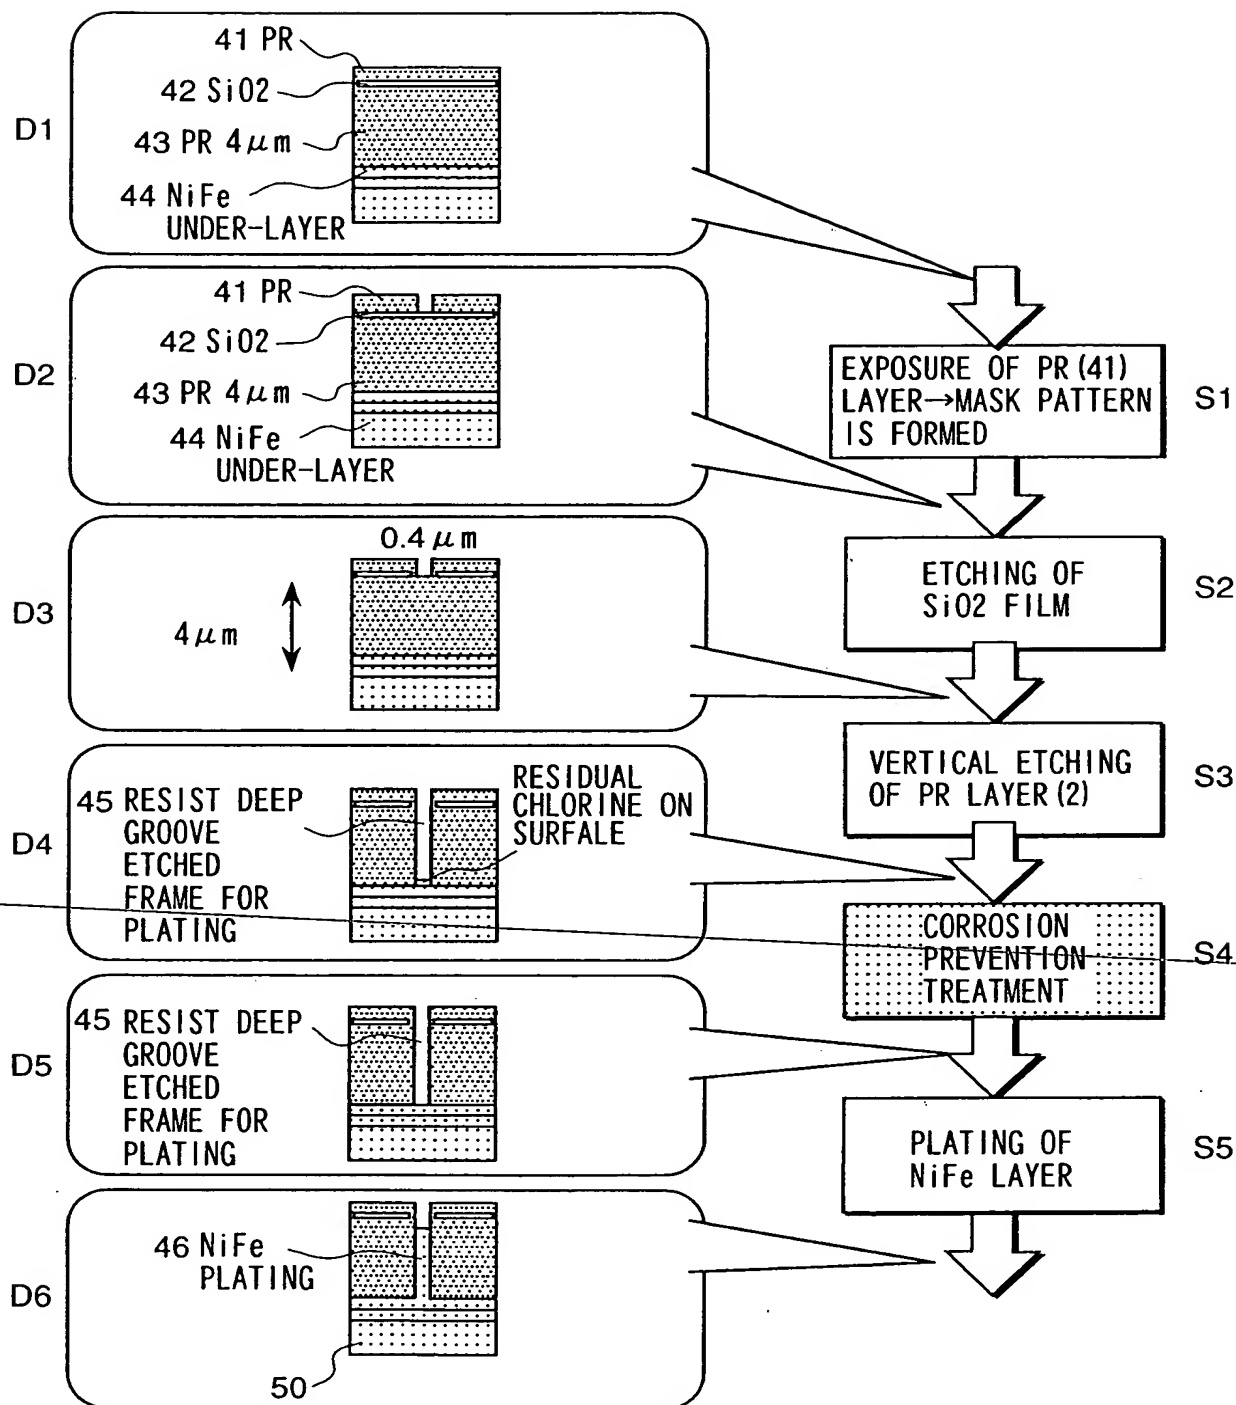 D1
41 PR
42 SiO2
43 PR 4μm
44 NiFe
UNDER-LAYER
D2
41 PR
42 SiO2
43 PR 4μm
44 NiFe
UNDER-LAYER
EXPOSURE OF PR(41)
LAYER→MASK PATTERN
IS FORMED
S1
D3
0.4μm
4μm
ETCHING OF
SiO2 FILM
S2
D4
45 RESIST DEEP
GROOVE
ETCHED
FRAME FOR
PLATING
RESIDUAL
CHLORINE ON
SURFALE
VERTICAL ETCHING
OF PR LAYER(2)
S3
CORROSION
PREVENTION
TREATMENT
S4
D5
45 RESIST DEEP
GROOVE
ETCHED
FRAME FOR
PLATING
PLATING OF
NiFe LAYER
S5
D6
46 NiFe
PLATING
50